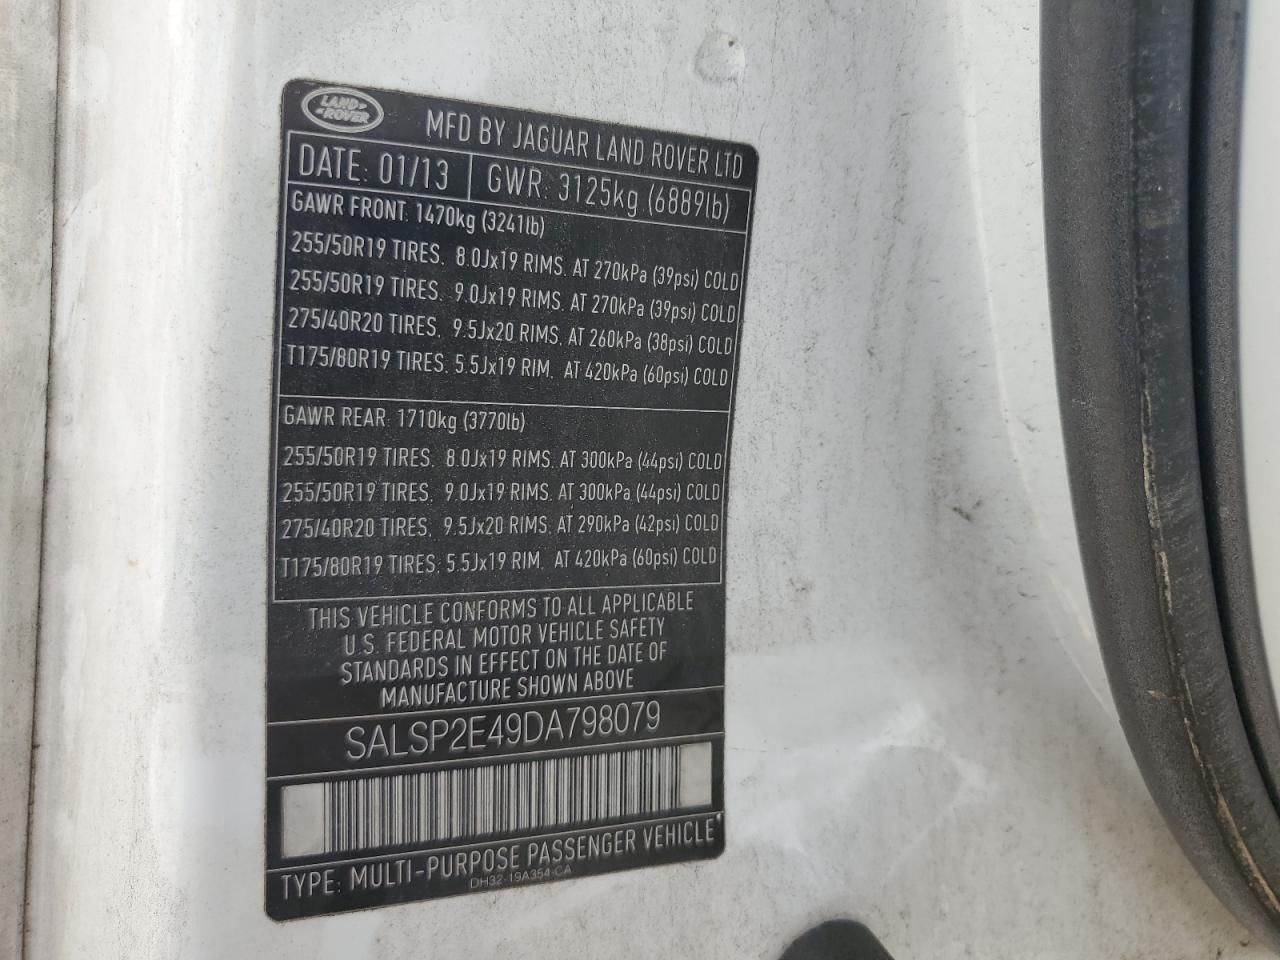 LAND ROVER
MFD BY JAGUAR LAND ROVER LTD
DATE: 01/13 GWR: 3125kg (6889lb)
GAWR FRONT: 1470kg (3241lb)
255/50R19 TIRES, 8.0Jx19 RIMS, AT 270kPa (39psi) COLD
255/50R19 TIRES, 9.0Jx19 RIMS, AT 270kPa (39psi) COLD
275/40R20 TIRES, 9.5Jx20 RIMS, AT 260kPa (38psi) COLD
T175/80R19 TIRES, 5.5Jx19 RIM, AT 420kPa (60psi) COLD
GAWR REAR: 1710kg (3770lb)
255/50R19 TIRES, 8.0Jx19 RIMS, AT 300kPa (44psi) COLD
255/50R19 TIRES, 9.0Jx19 RIMS, AT 300kPa (44psi) COLD
275/40R20 TIRES, 9.5Jx20 RIMS, AT 290kPa (42psi) COLD
T175/80R19 TIRES, 5.5Jx19 RIM, AT 420kPa (60psi) COLD
THIS VEHICLE CONFORMS TO ALL APPLICABLE
U.S. FEDERAL MOTOR VEHICLE SAFETY
STANDARDS IN EFFECT ON THE DATE OF
MANUFACTURE SHOWN ABOVE
SALSP2E49DA798079
TYPE: MULTI-PURPOSE PASSENGER VEHICLE
DH32-19A354-CA